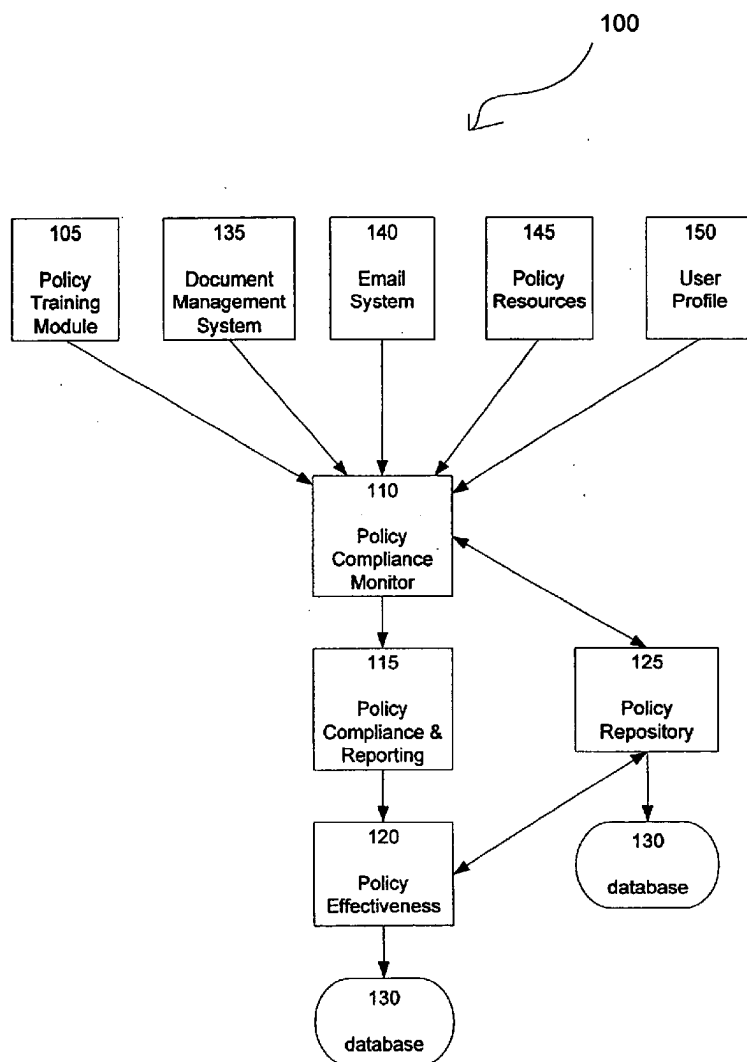 100
105
Policy
Training
Module
135
Document
Management
System
140
Email
System
145
Policy
Resources
150
User
Profile
110
Policy
Compliance
Monitor
115
Policy
Compliance &
Reporting
125
Policy
Repository
120
Policy
Effectiveness
130
database
130
database